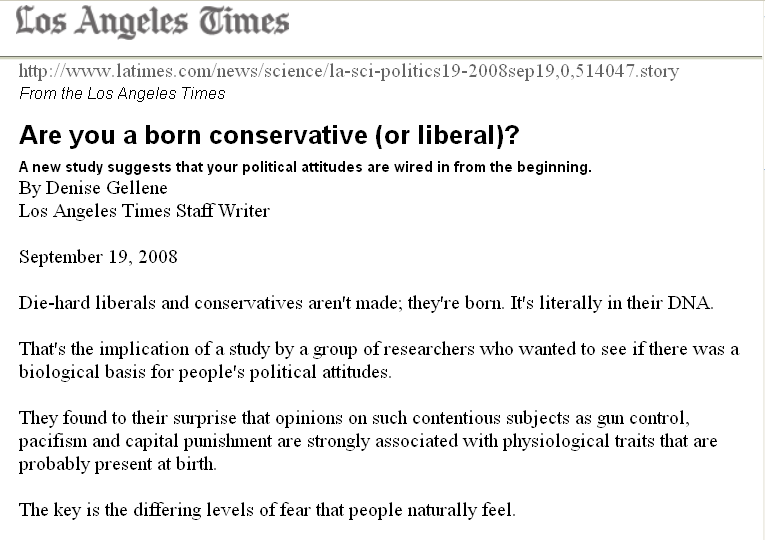 Los Angeles Times
http://www.latimes.com/news/science/la-sci-politics19-2008sep19,0,514047.story
From the Los Angeles Times
Are you a born conservative (or liberal)?
A new study suggests that your political attitudes are wired in from the beginning.
By Denise Gellene
Los Angeles Times Staff Writer
September 19, 2008
Die-hard liberals and conservatives aren't made; they're born. It's literally in their DNA.
That's the implication of a study by a group of researchers who wanted to see if there was a
biological basis for people's political attitudes.
They found to their surprise that opinions on such contentious subjects as gun control,
pacifism and capital punishment are strongly associated with physiological traits that are
probably present at birth.
The key is the differing levels of fear that people naturally feel.